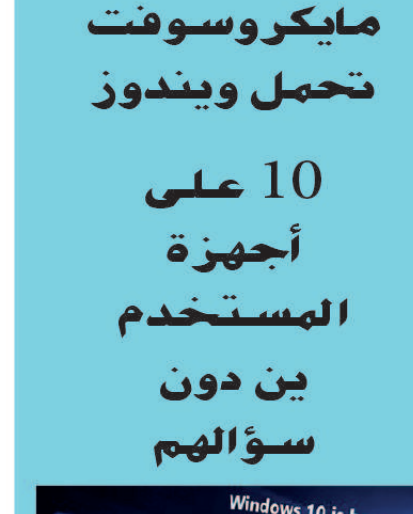 مايكروسوفت
تحمل ويندوز
10 على
أجهزة
المستخدم
ين دون
سؤالهم
Windows 10 is